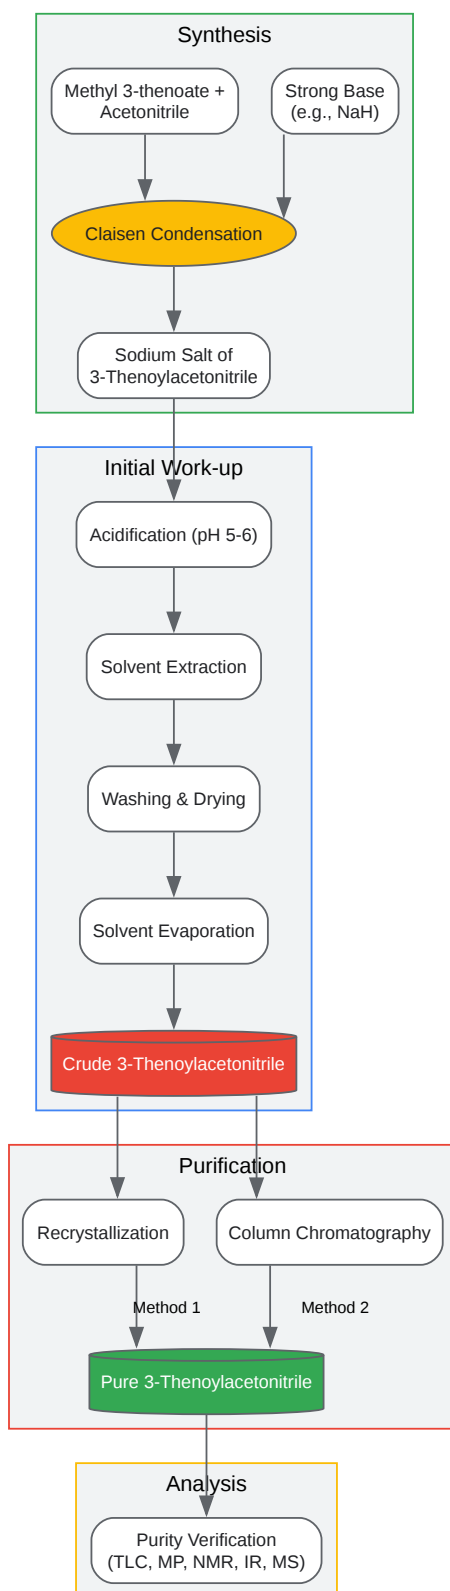 Synthesis
Methyl 3-thenoate +
Acetonitrile
Strong Base
(e.g., NaH)
Claisen Condensation
Sodium Salt of
3-Thenoylacetonitrile
Initial Work-up
Acidification (pH 5-6)
Solvent Extraction
Washing & Drying
Solvent Evaporation
Crude 3-Thenoylacetonitrile
Purification
Recrystallization
Column Chromatography
Method 1
Method 2
Pure 3-Thenoylacetonitrile
Analysis
Purity Verification
(TLC, MP, NMR, IR, MS)